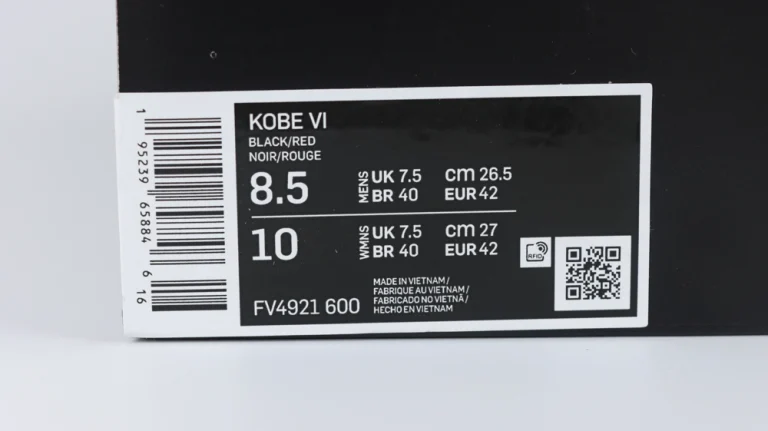 1 95239 65884 6 16
KOBE VI
BLACK/RED
NOIR/ROUGE
8.5 MENS UK 7.5 cm 26.5
BR 40 EUR 42
10 WMNS UK 7.5 cm 27
BR 40 EUR 42
RFID
FV4921 600
MADE IN VIETNAM/
FABRIQUE AU VIETNAM/
FABRICADO NO VIETNÃ/
HECHO EN VIETNAM